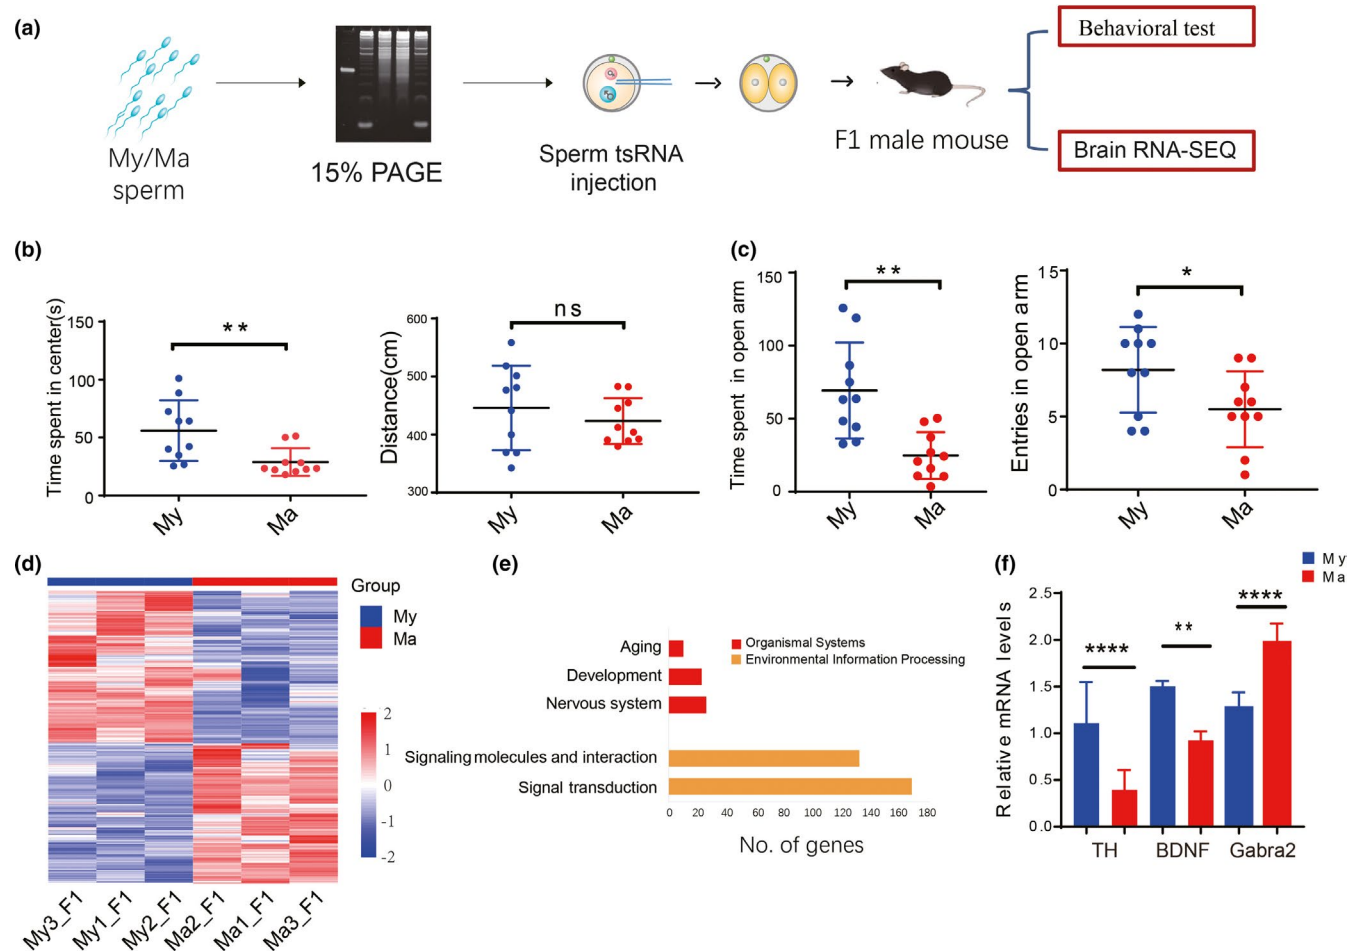 (a)
My/Ma
sperm
15% PAGE
Sperm tsRNA
injection
F1 male mouse
Behavioral test
Brain RNA-SEQ
(b)
Time spent in center(s)
150
100
50
0
**
My
Ma
Distance(cm)
600
500
400
300
ns
My
Ma
(c)
Time spent in open arm
150
100
50
0
**
My
Ma
Entries in open arm
15
10
5
0
*
My
Ma
(d)
Group
My
Ma
2
1
0
-1
-2
My3_F1
My1_F1
My2_F1
Ma2_F1
Ma1_F1
Ma3_F1
(e)
Organismal Systems
Environmental Information Processing
Aging
Development
Nervous system
Signaling molecules and interaction
Signal transduction
0 20 40 60 80 100 120 140 160 180
No. of genes
(f)
My
Ma
Relative mRNA levels
2.5
2.0
1.5
1.0
0.5
0.0
****
**
****
TH BDNF Gabra2